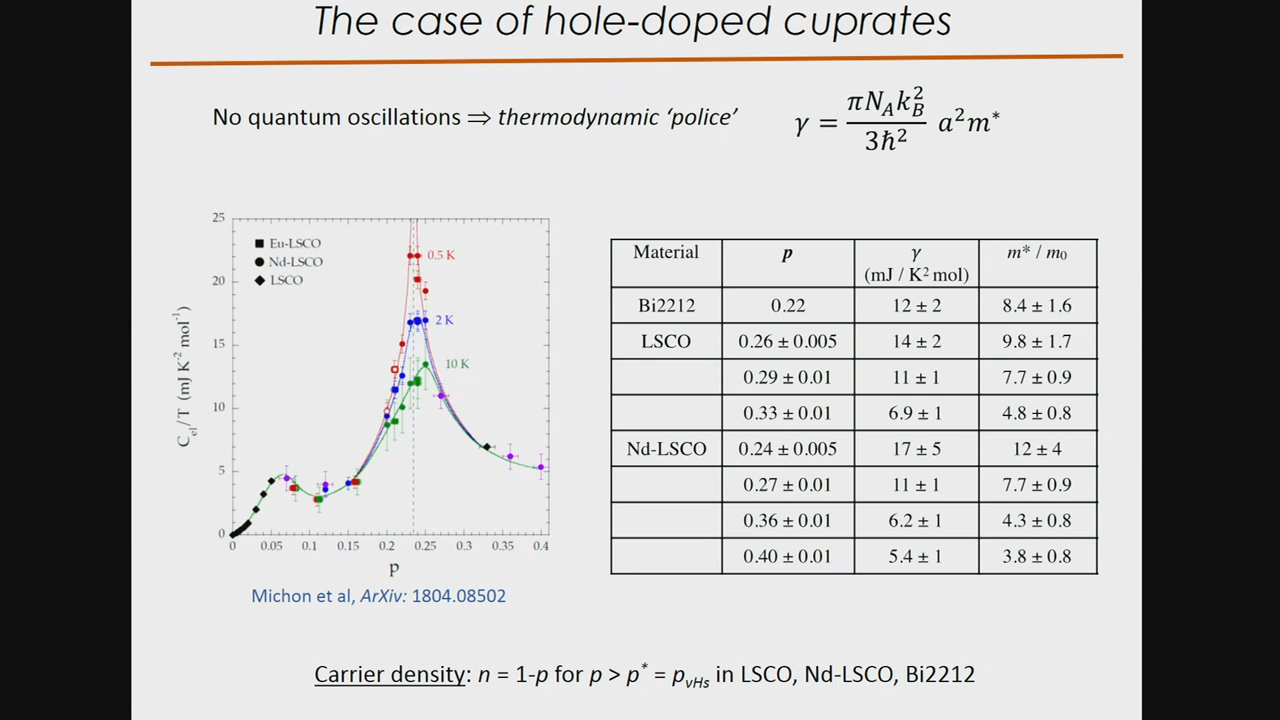 The case of hole-doped cuprates
No quantum oscillations ⇒ thermodynamic 'police'
γ = πN_A k_B² / 3ħ² a²m*
25
20
15
10
5
0
C_el/T (mJ K⁻² mol⁻¹)
Eu-LSCO
Nd-LSCO
LSCO
0.5 K
2 K
10 K
0 0.05 0.1 0.15 0.2 0.25 0.3 0.35 0.4
p
Michon et al, ArXiv: 1804.08502
Material p γ (mJ / K² mol) m* / m₀
Bi2212 0.22 12 ± 2 8.4 ± 1.6
LSCO 0.26 ± 0.005 14 ± 2 9.8 ± 1.7
0.29 ± 0.01 11 ± 1 7.7 ± 0.9
0.33 ± 0.01 6.9 ± 1 4.8 ± 0.8
Nd-LSCO 0.24 ± 0.005 17 ± 5 12 ± 4
0.27 ± 0.01 11 ± 1 7.7 ± 0.9
0.36 ± 0.01 6.2 ± 1 4.3 ± 0.8
0.40 ± 0.01 5.4 ± 1 3.8 ± 0.8
Carrier density: n = 1-p for p > p* = p_vHs in LSCO, Nd-LSCO, Bi2212